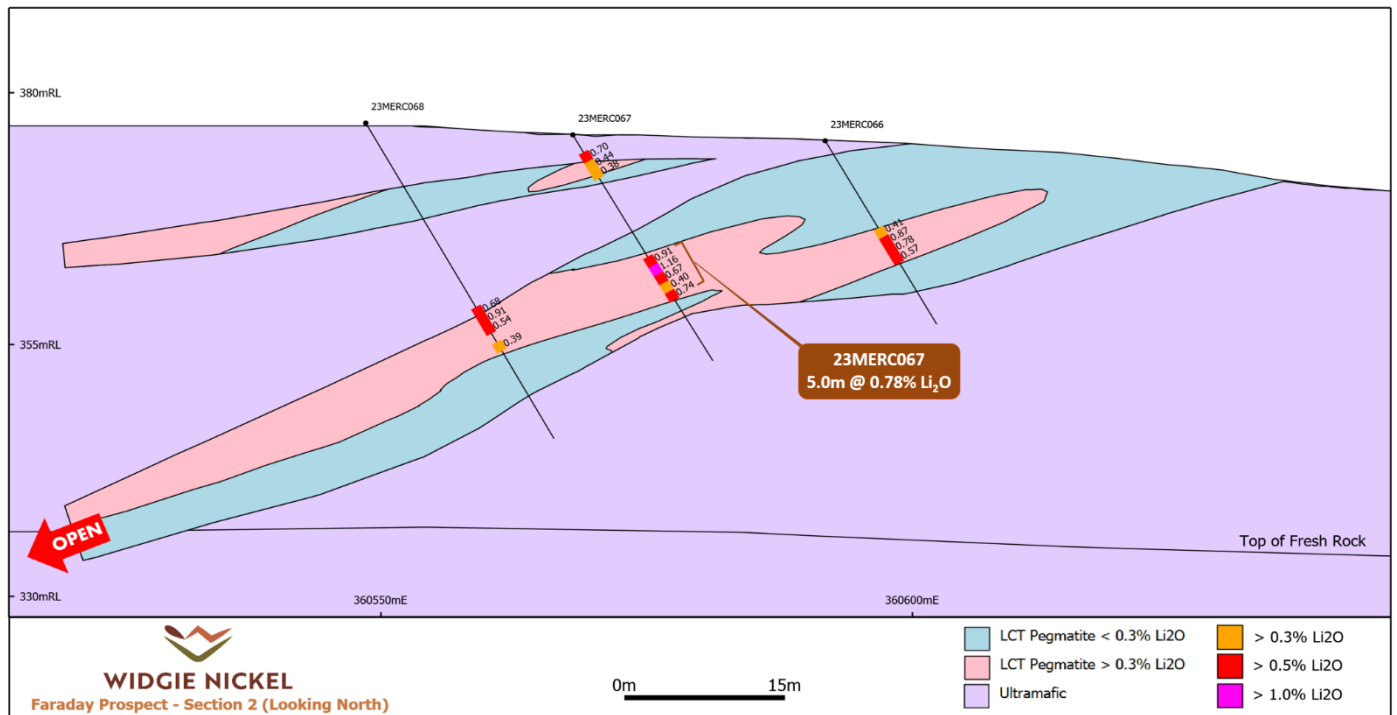 380mRL
23MERC068
23MERC067
23MERC066
0.70
0.44
0.38
0.41
0.87
0.78
0.57
0.91
1.16
0.67
0.40
0.74
0.68
0.91
0.54
0.39
355mRL
23MERC067
5.0m @ 0.78% Li₂O
OPEN
Top of Fresh Rock
330mRL
360550mE
360600mE
WIDGIE NICKEL
Faraday Prospect - Section 2 (Looking North)
0m
15m
LCT Pegmatite < 0.3% Li2O
LCT Pegmatite > 0.3% Li2O
Ultramafic
> 0.3% Li2O
> 0.5% Li2O
> 1.0% Li2O